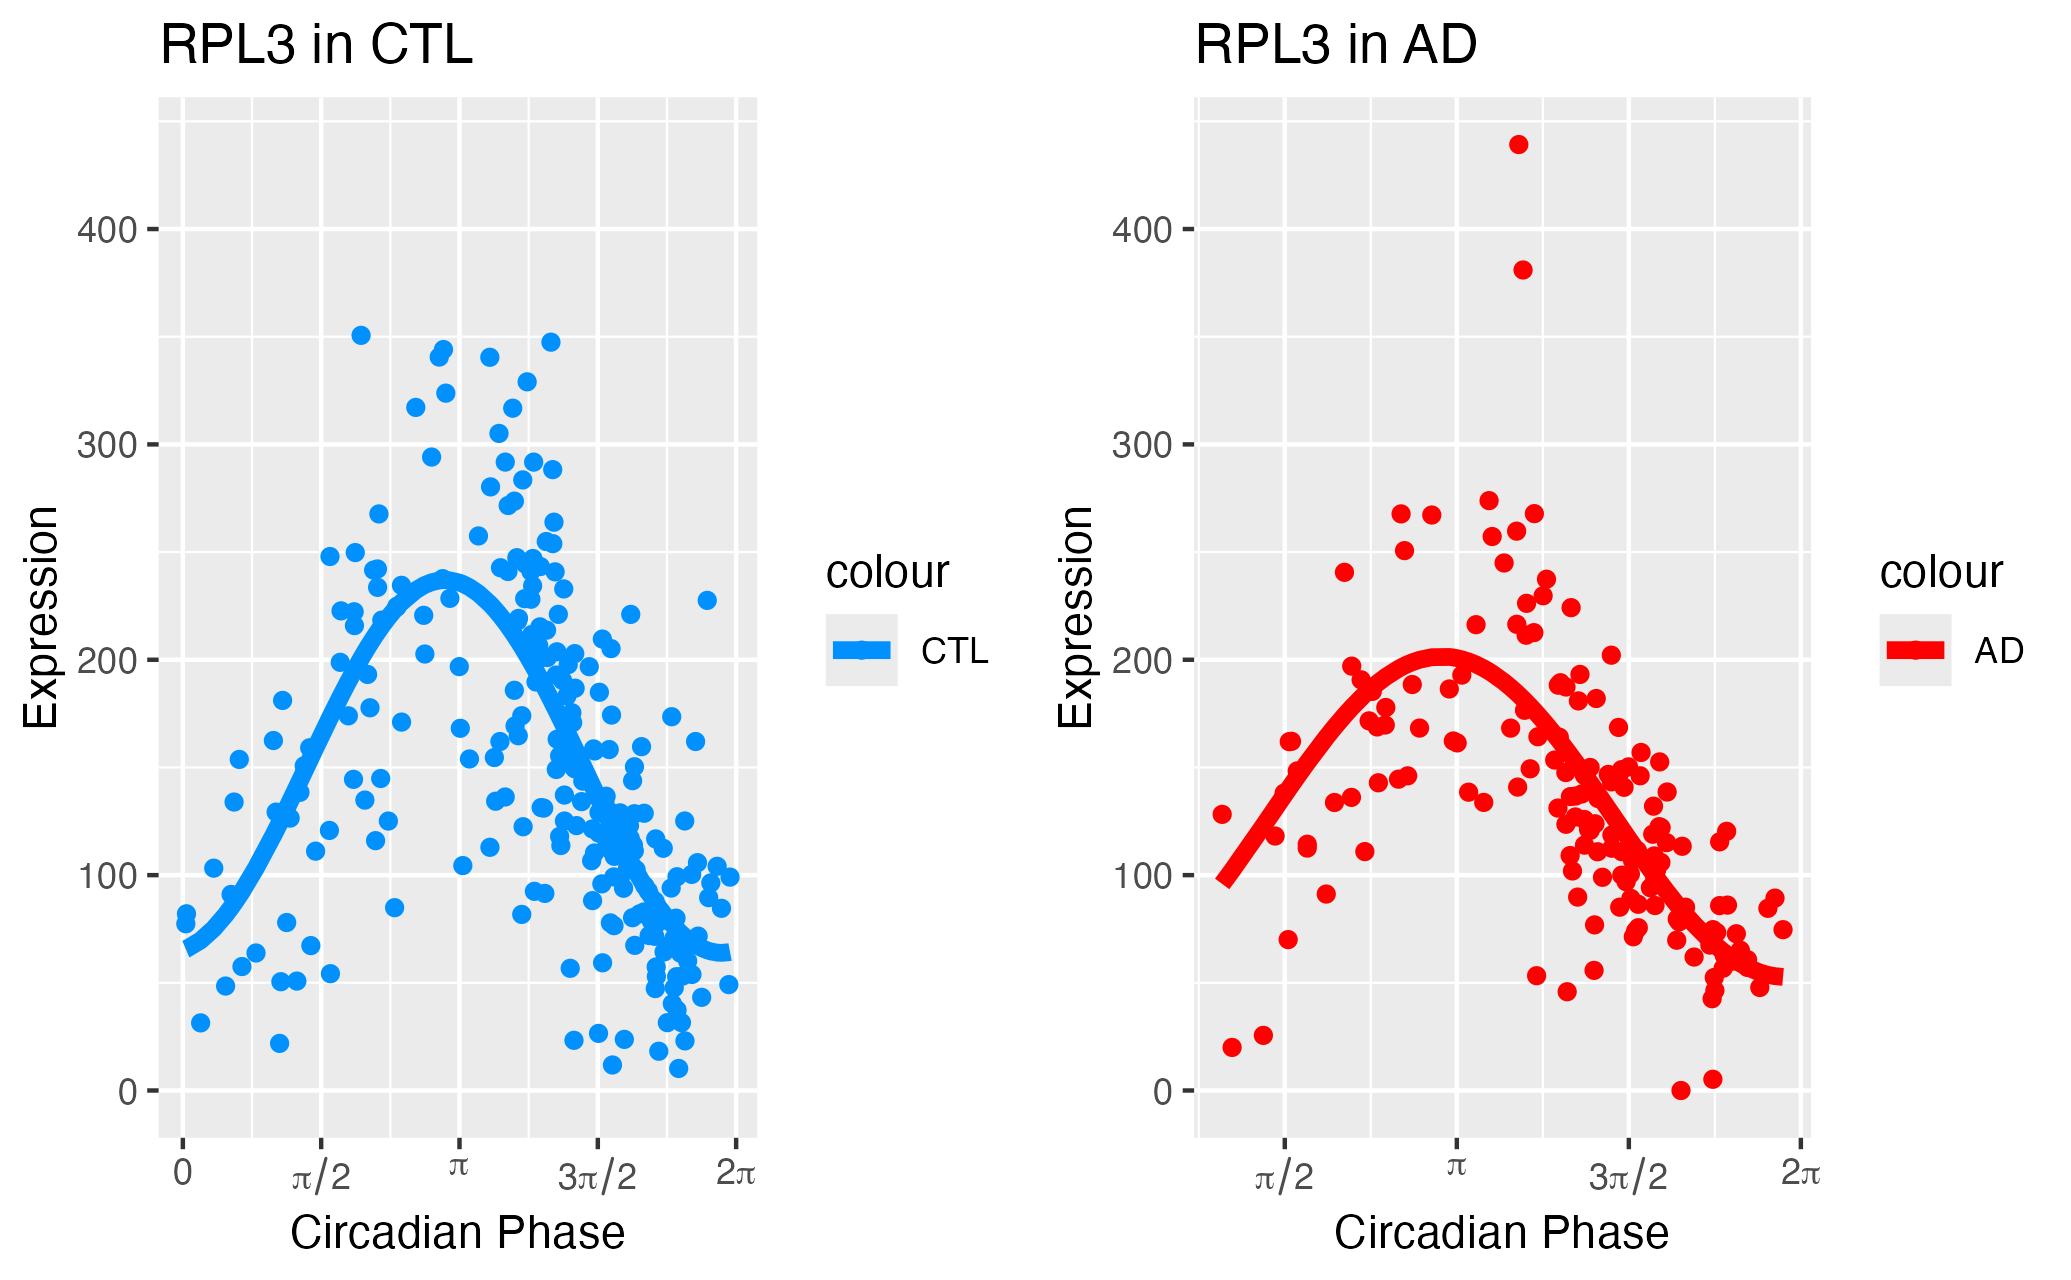 RPL3 in CTL
Expression
400
300
200
100
0
0 π/2 π 3π/2 2π
Circadian Phase
colour
CTL
RPL3 in AD
Expression
400
300
200
100
0
π/2 π 3π/2 2π
Circadian Phase
colour
AD